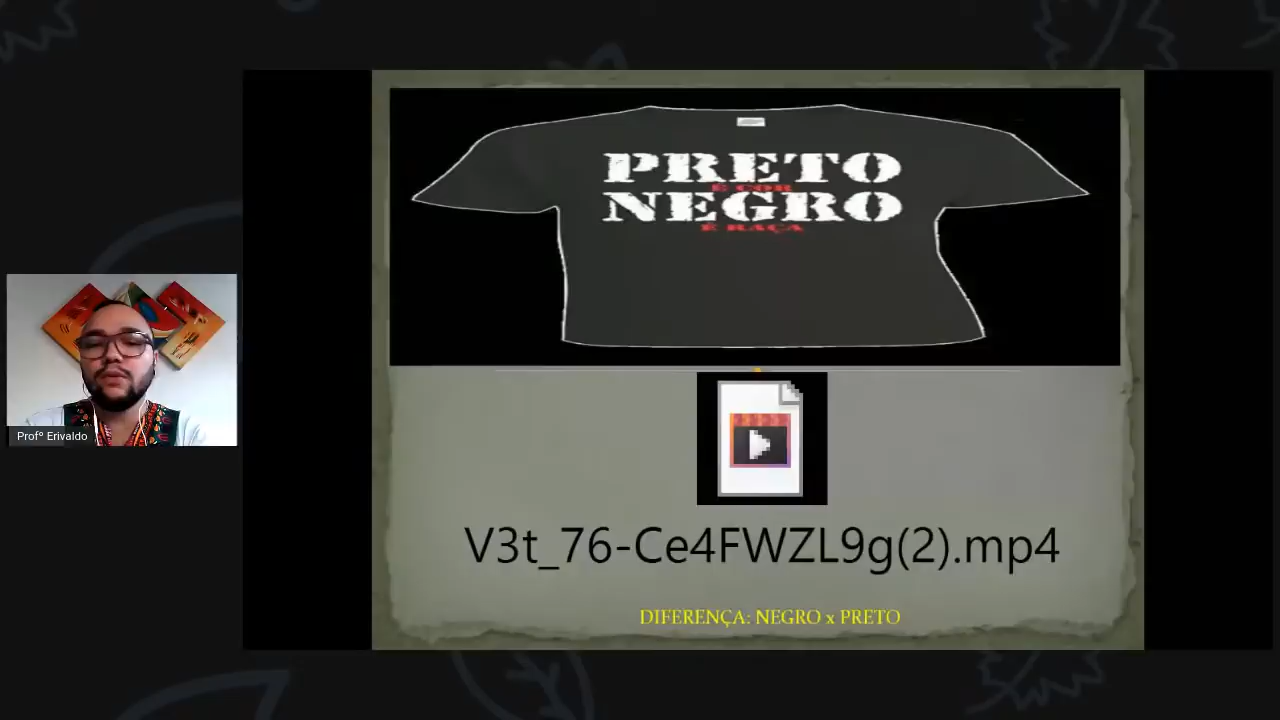 PRETO
É COR
NEGRO
É RAÇA
Profº Erivaldo
V3t_76-Ce4FWZL9g(2).mp4
DIFERENÇA: NEGRO x PRETO